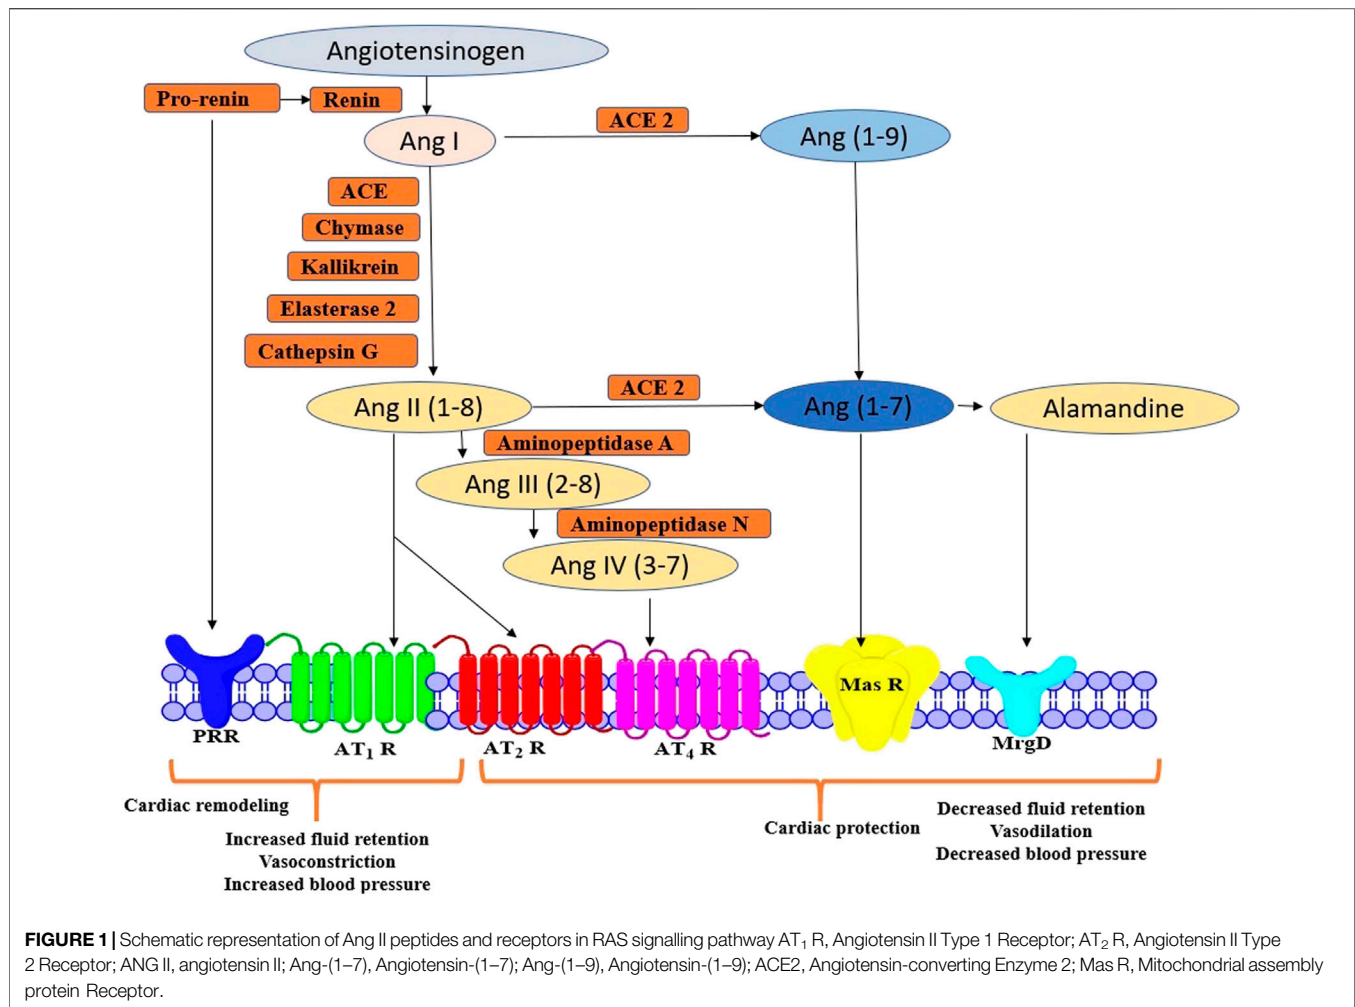 Angiotensinogen
Pro-renin
Renin
Ang I
ACE 2
Ang (1-9)
ACE
Chymase
Kallikrein
Elasterase 2
Cathepsin G
Ang II (1-8)
ACE 2
Ang (1-7)
Alamandine
Aminopeptidase A
Ang III (2-8)
Aminopeptidase N
Ang IV (3-7)
Mas R
PRR
AT₁ R
AT₂ R
AT₄ R
MrgD
Cardiac remodeling
Increased fluid retention
Vasoconstriction
Increased blood pressure
Cardiac protection
Decreased fluid retention
Vasodilation
Decreased blood pressure
FIGURE 1 | Schematic representation of Ang II peptides and receptors in RAS signalling pathway AT₁ R, Angiotensin II Type 1 Receptor; AT₂ R, Angiotensin II Type
2 Receptor; ANG II, angiotensin II; Ang-(1–7), Angiotensin-(1–7); Ang-(1–9), Angiotensin-(1–9); ACE2, Angiotensin-converting Enzyme 2; Mas R, Mitochondrial assembly
protein Receptor.